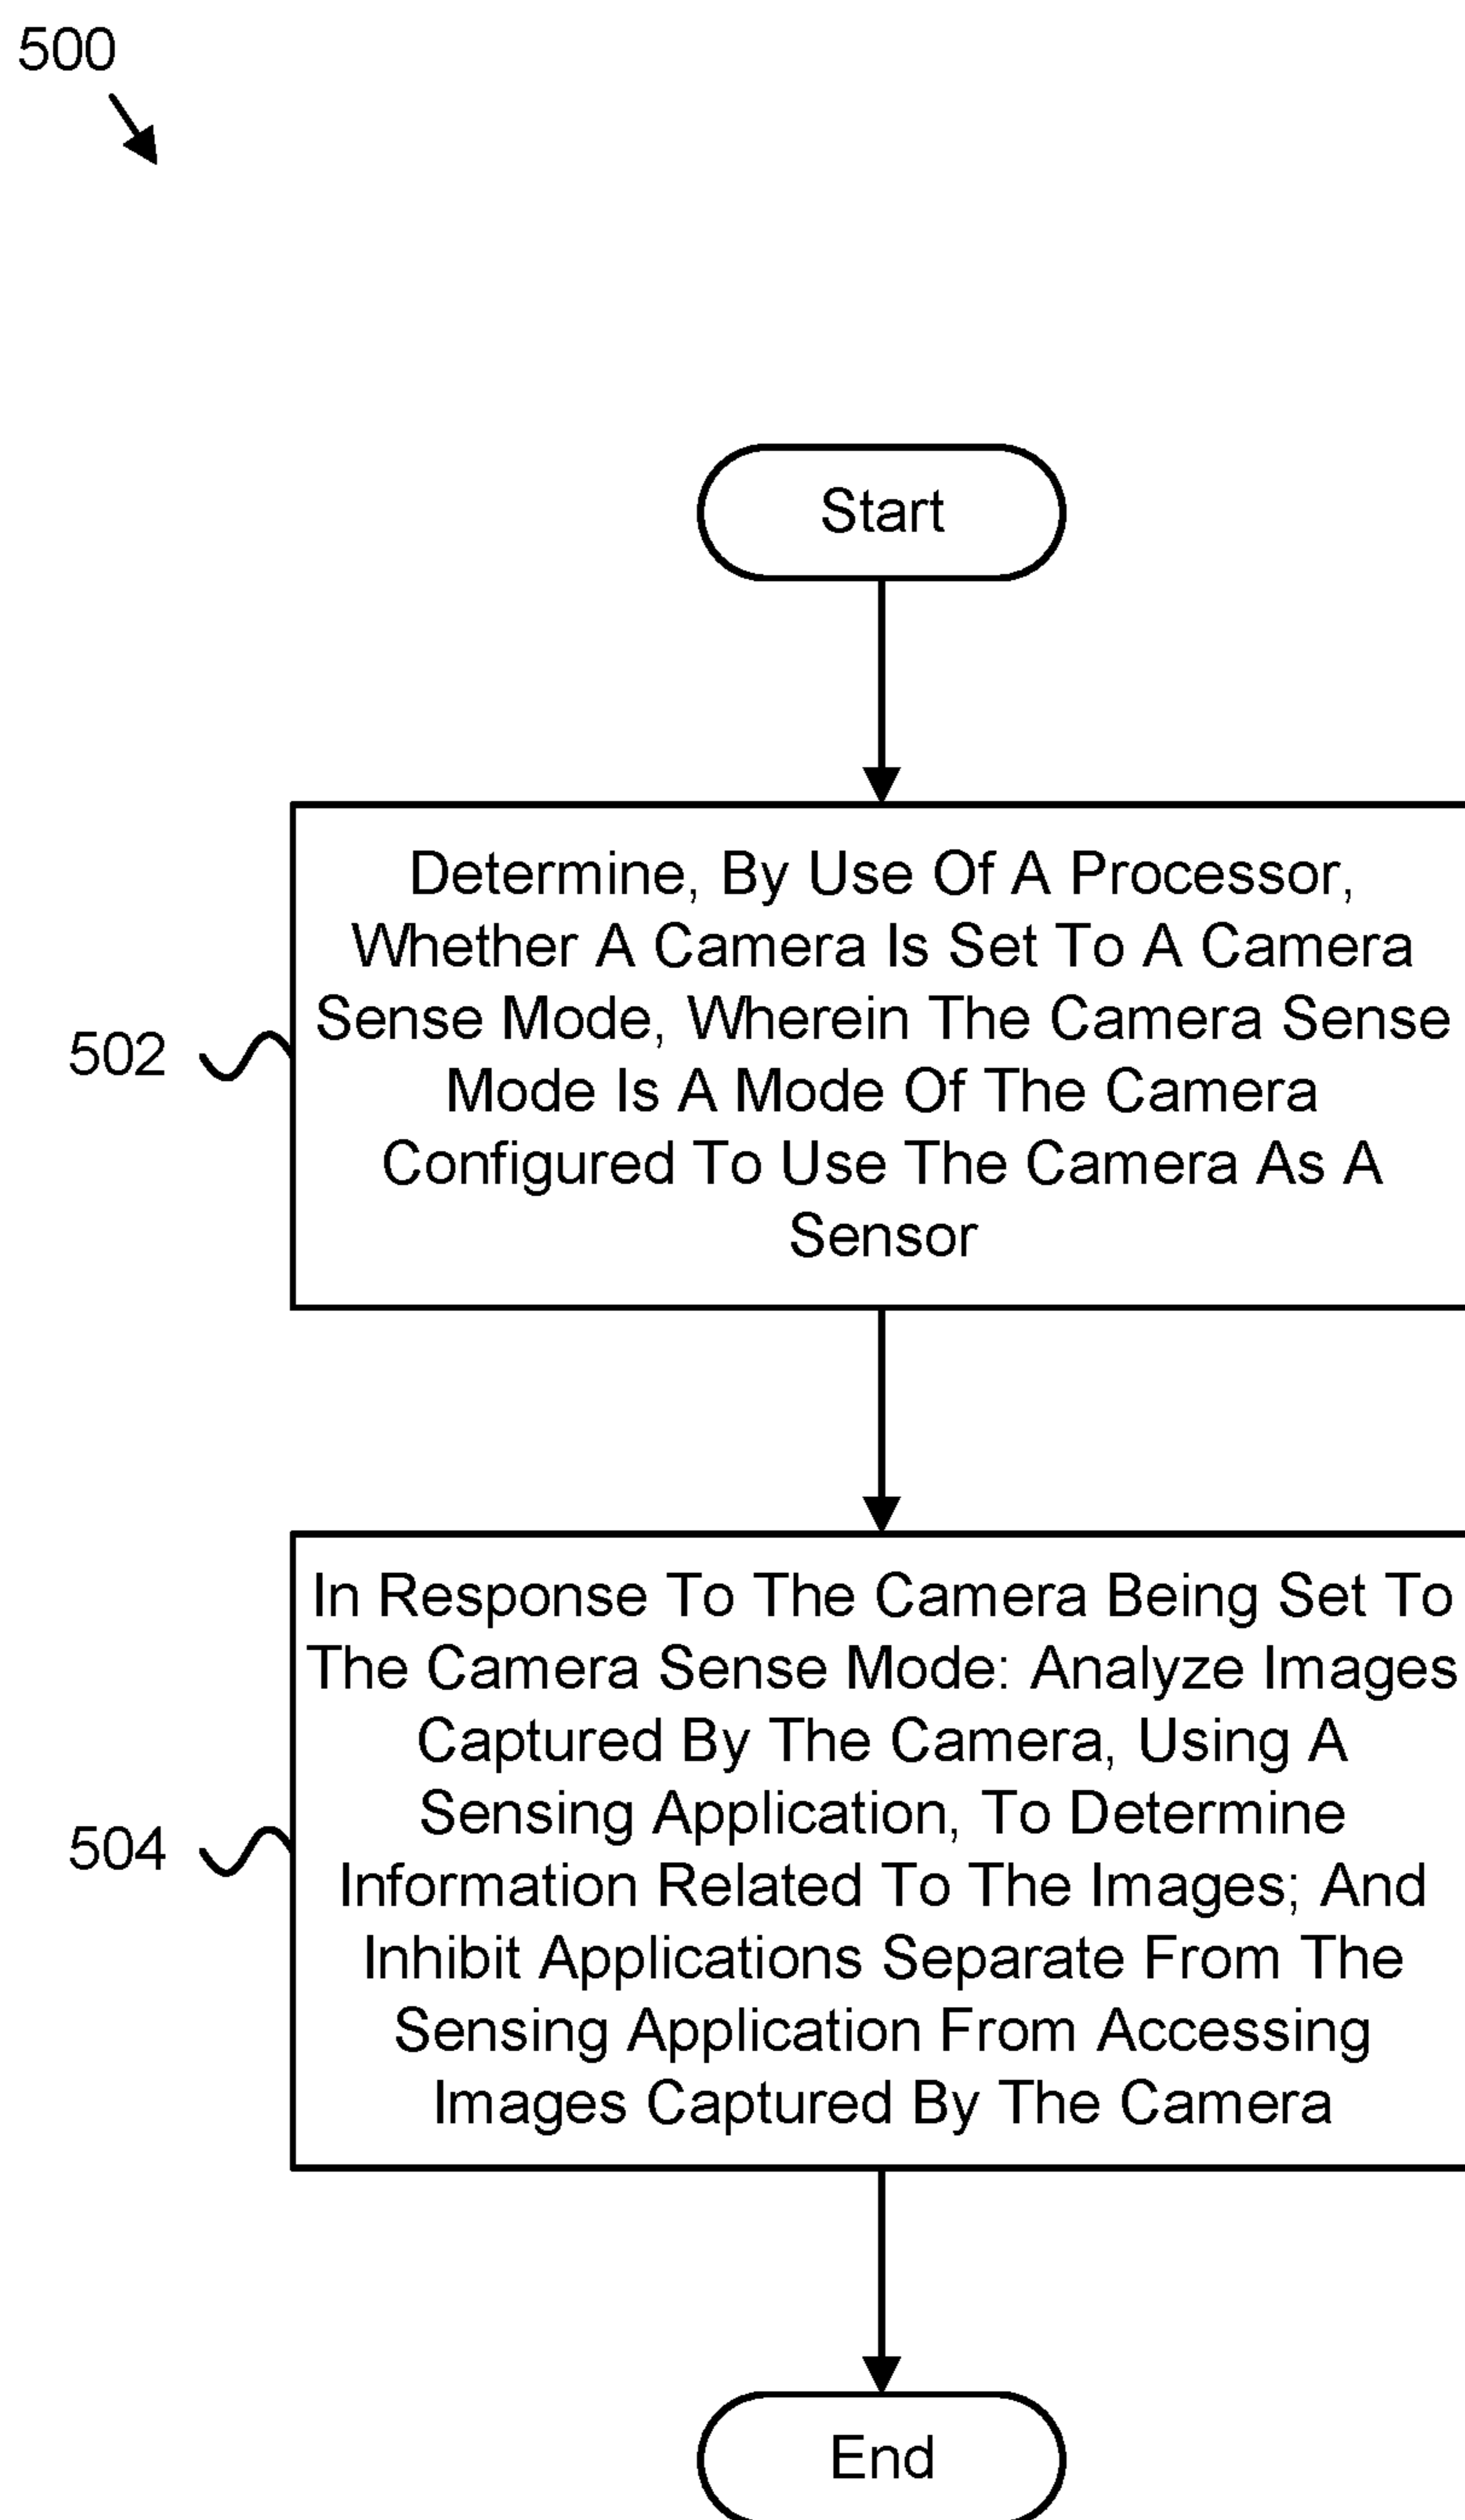 500
Start
Determine, By Use Of A Processor,
Whether A Camera Is Set To A Camera
Sense Mode, Wherein The Camera Sense
Mode Is A Mode Of The Camera
Configured To Use The Camera As A
Sensor
502
In Response To The Camera Being Set To
The Camera Sense Mode: Analyze Images
Captured By The Camera, Using A
Sensing Application, To Determine
Information Related To The Images; And
Inhibit Applications Separate From The
Sensing Application From Accessing
Images Captured By The Camera
504
End